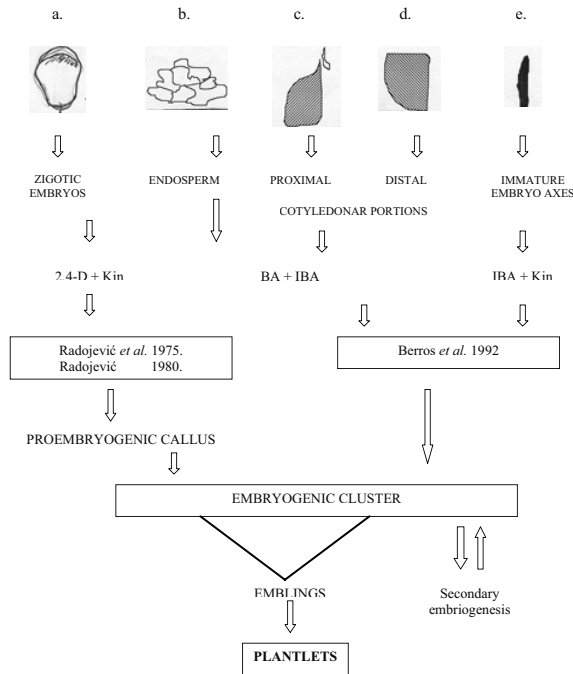 a. b. c. d. e.
ZIGOTIC EMBRYOS
ENDOSPERM
PROXIMAL
DISTAL
IMMATURE EMBRYO AXES
COTYLEDONAR PORTIONS
2,4-D + Kin
BA + IBA
IBA + Kin
Radojević et al. 1975.
Radojević 1980.
Berros et al. 1992
PROEMBRYOGENIC CALLUS
EMBRYOGENIC CLUSTER
EMBLINGS
Secondary
embriogenesis
PLANTLETS